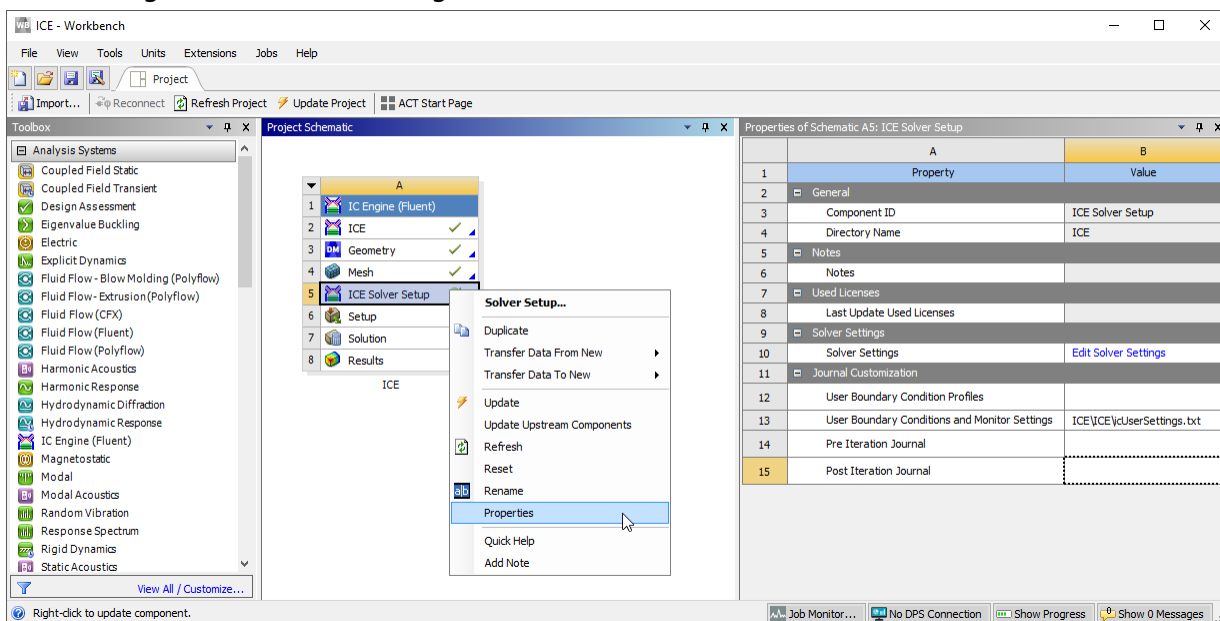 ICE - Workbench
File View Tools Units Extensions Jobs Help
Project
Import... Reconnect Refresh Project Update Project ACT Start Page
Toolbox
Analysis Systems
Coupled Field Static
Coupled Field Transient
Design Assessment
Eigenvalue Buckling
Electric
Explicit Dynamics
Fluid Flow - Blow Molding (Polyflow)
Fluid Flow - Extrusion (Polyflow)
Fluid Flow (CFX)
Fluid Flow (Fluent)
Fluid Flow (Polyflow)
Harmonic Acoustics
Harmonic Response
Hydrodynamic Diffraction
Hydrodynamic Response
IC Engine (Fluent)
Magnetostatic
Modal
Modal Acoustics
Random Vibration
Response Spectrum
Rigid Dynamics
Static Acoustics
View All / Customize...
Project Schematic
A
1 IC Engine (Fluent)
2 ICE
3 Geometry
4 Mesh
5 ICE Solver Setup
6 Setup
7 Solution
8 Results
ICE
Solver Setup...
Duplicate
Transfer Data From New
Transfer Data To New
Update
Update Upstream Components
Refresh
Reset
Rename
Properties
Quick Help
Add Note
Properties of Schematic A5: ICE Solver Setup
A B
1 Property Value
2 General
3 Component ID ICE Solver Setup
4 Directory Name ICE
5 Notes
6 Notes
7 Used Licenses
8 Last Update Used Licenses
9 Solver Settings
10 Solver Settings Edit Solver Settings
11 Journal Customization
12 User Boundary Condition Profiles
13 User Boundary Conditions and Monitor Settings ICE\ICE\icUserSettings.txt
14 Pre Iteration Journal
15 Post Iteration Journal
Right-click to update component.
Job Monitor... No DPS Connection Show Progress Show 0 Messages